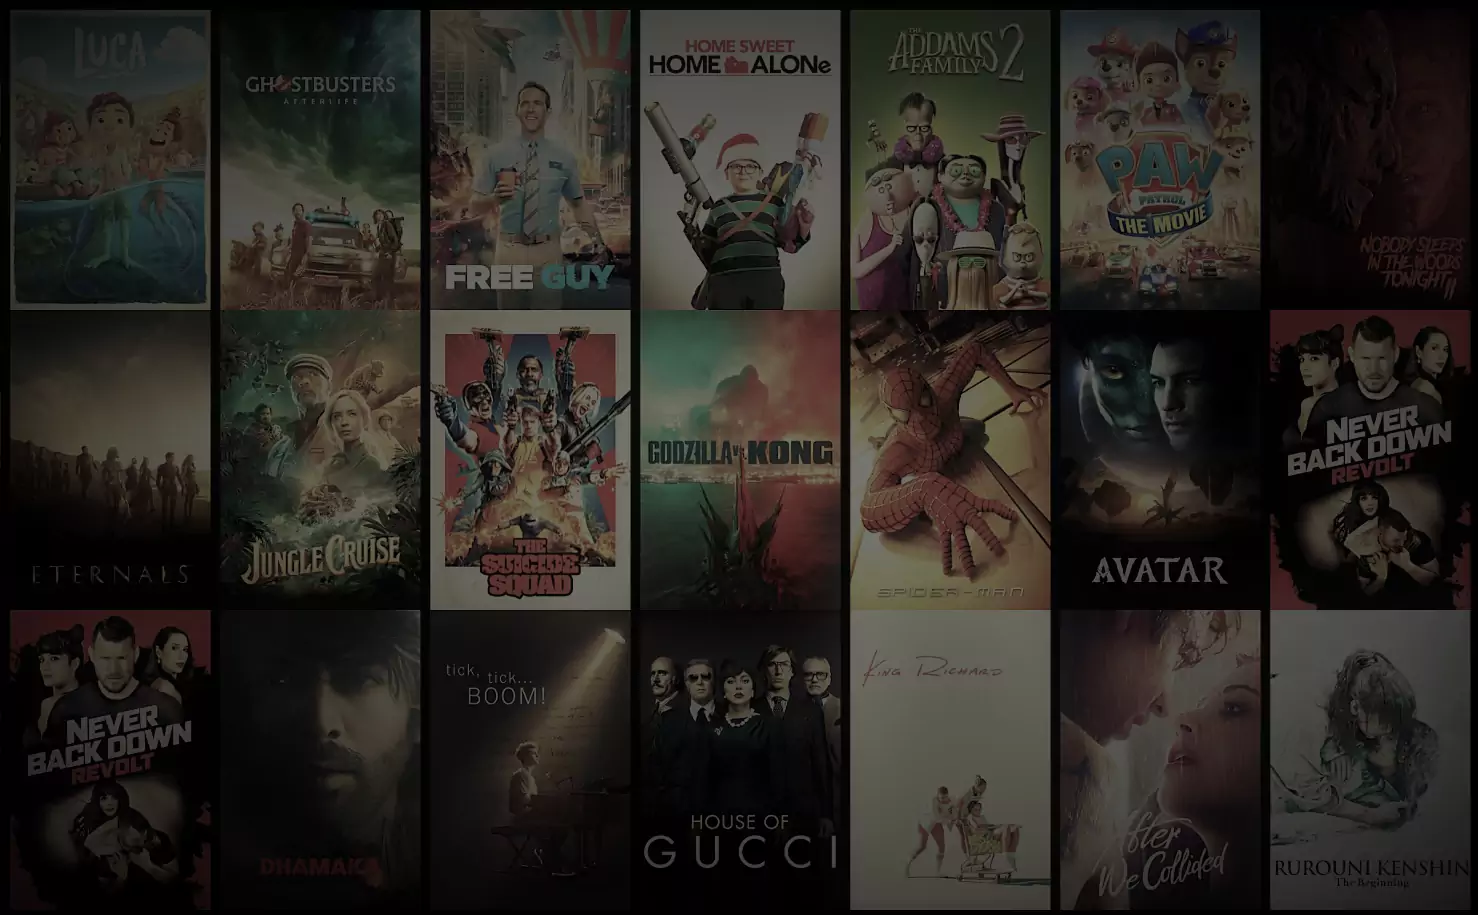 LUCA
GHOSTBUSTERS
AFTERLIFE
FREE GUY
HOME SWEET
HOME ALONe
THE
ADDAMS
FAMILY 2
PAW
PATROL
THE MOVIE
NOBODY SLEEPS
IN THE WOODS
TONIGHT II
ETERNALS
JUNGLE CRUISE
THE
SUICIDE
SQUAD
GODZILLA vs. KONG
SPIDER-MAN
AVATAR
NEVER
BACK DOWN
REVOLT
NEVER
BACK DOWN
REVOLT
DHAMAKA
tick, tick...
BOOM!
HOUSE OF
GUCCI
KING RICHARD
After
We Collided
RUROUNI KENSHIN
The Beginning